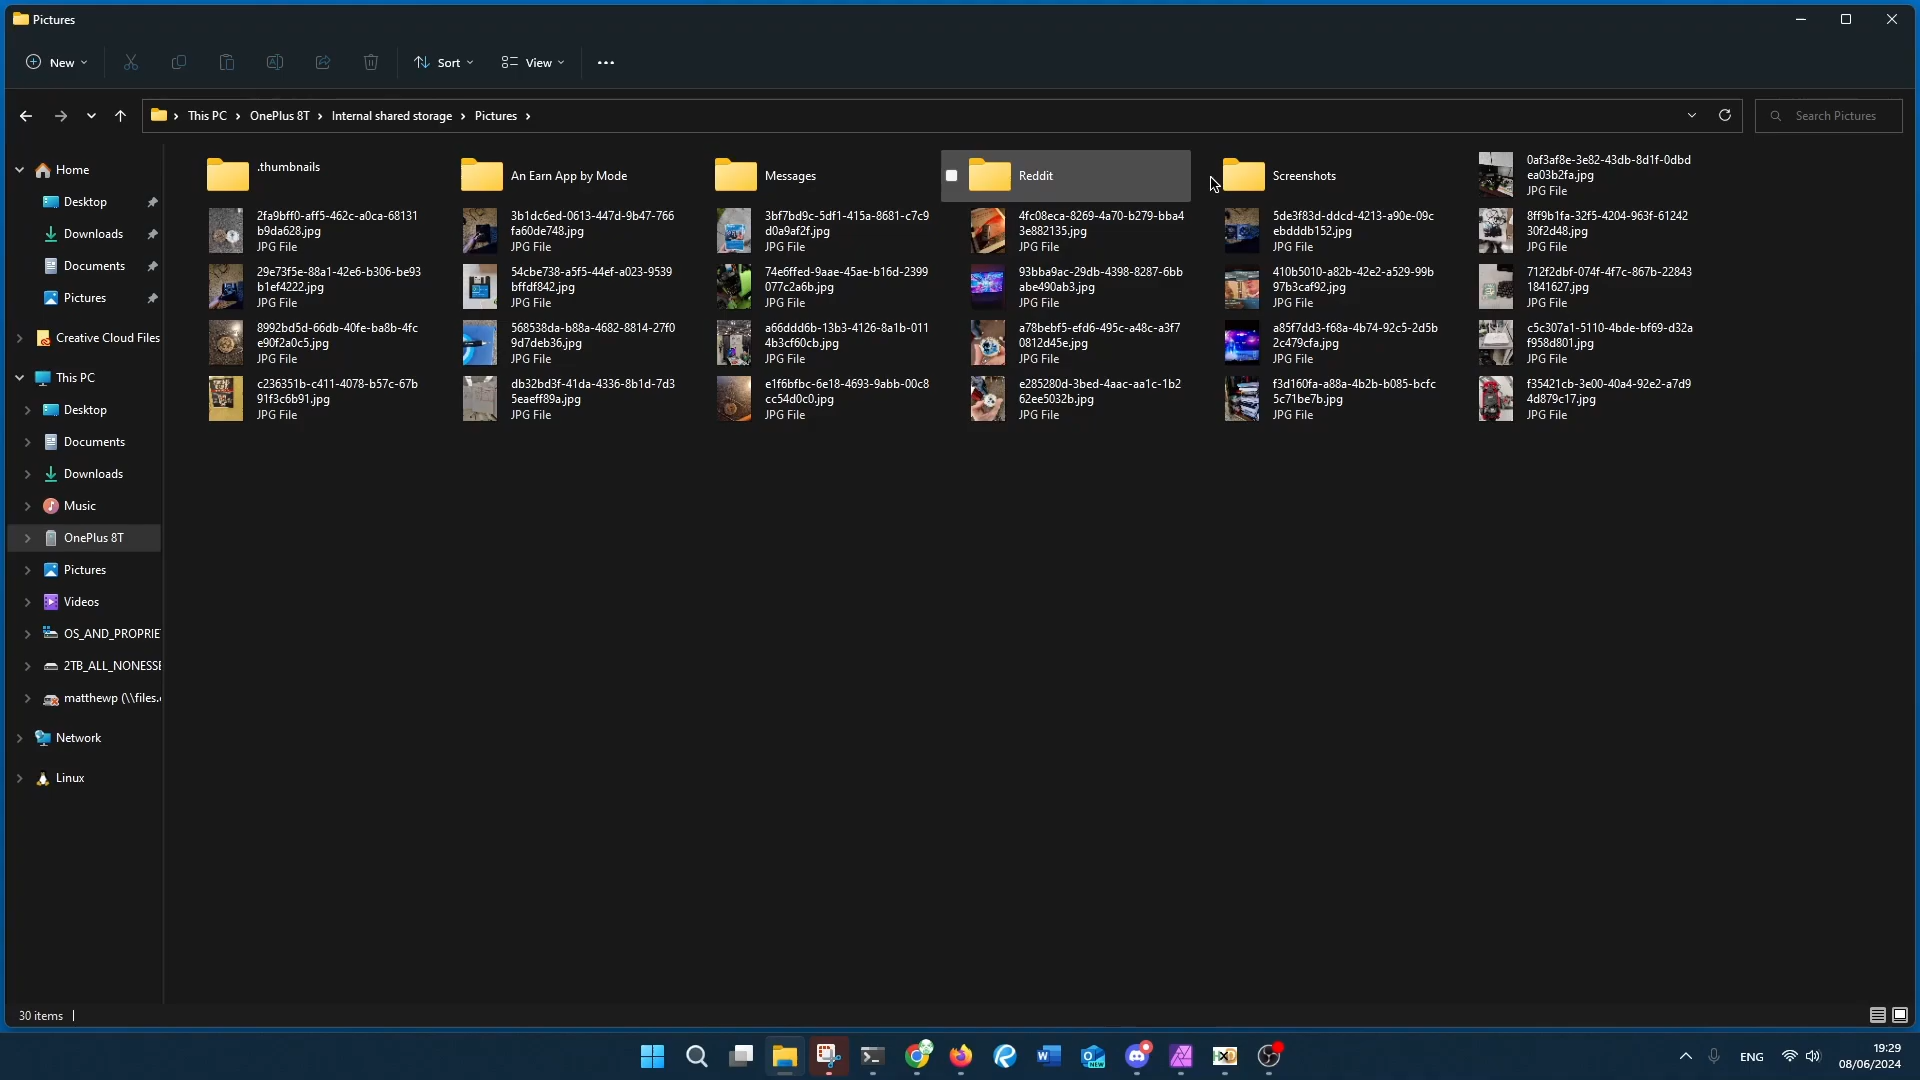 Pictures
New
Sort
View
This PC
OnePlus 8T
Internal shared storage
Pictures
Search Pictures
Home
Desktop
Downloads
Documents
Pictures
Creative Cloud Files
This PC
Desktop
Documents
Downloads
Music
OnePlus 8T
Pictures
Videos
OS_AND_PROPRIE
2TB_ALL_NONESSE
matthewp (\\files.
Network
Linux
.thumbnails
An Earn App by Mode
Messages
Reddit
Screenshots
0af3af8e-3e82-43db-8d1f-0dbd
ea03b2fa.jpg
JPG File
2fa9bff0-aff5-462c-a0ca-68131
b9da628.jpg
JPG File
3b1dc6ed-0613-447d-9b47-766
fa60de748.jpg
JPG File
3bf7bd9c-5df1-415a-8681-c7c9
d0a9af2f.jpg
JPG File
4fc08eca-8269-4a70-b279-bba4
3e882135.jpg
JPG File
5de3f83d-ddcd-4213-a90e-09c
ebdddb152.jpg
JPG File
8ff9b1fa-32f5-4204-963f-61242
30f2d48.jpg
JPG File
29e73f5e-88a1-42e6-b306-be93
b1ef4222.jpg
JPG File
54cbe738-a5f5-44ef-a023-9539
bffdf842.jpg
JPG File
74e6ffed-9aae-45ae-b16d-2399
077c2a6b.jpg
JPG File
93bba9ac-29db-4398-8287-6bb
abe490ab3.jpg
JPG File
410b5010-a82b-42e2-a529-99b
97b3caf92.jpg
JPG File
712f2dbf-074f-4f7c-867b-22843
1841627.jpg
JPG File
8992bd5d-66db-40fe-ba8b-4fc
e90f2a0c5.jpg
JPG File
568538da-b88a-4682-8814-27f0
9d7deb36.jpg
JPG File
a66ddd6b-13b3-4126-8a1b-011
4b3cf60cb.jpg
JPG File
a78bebf5-efd6-495c-a48c-a3f7
0812d45e.jpg
JPG File
a85f7dd3-f68a-4b74-92c5-2d5b
2c479cfa.jpg
JPG File
c5c307a1-5110-4bde-bf69-d32a
f958d801.jpg
JPG File
c236351b-c411-4078-b57c-67b
91f3c6b91.jpg
JPG File
db32bd3f-41da-4336-8b1d-7d3
5eaeff89a.jpg
JPG File
e1f6bfbc-6e18-4693-9abb-00c8
cc54d0c0.jpg
JPG File
e285280d-3bed-4aac-aa1c-1b2
62ee5032b.jpg
JPG File
f3d160fa-a88a-4b2b-b085-bcfc
5c71be7b.jpg
JPG File
f35421cb-3e00-40a4-92e2-a7d9
4d879c17.jpg
JPG File
30 items
ENG
19:29
08/06/2024